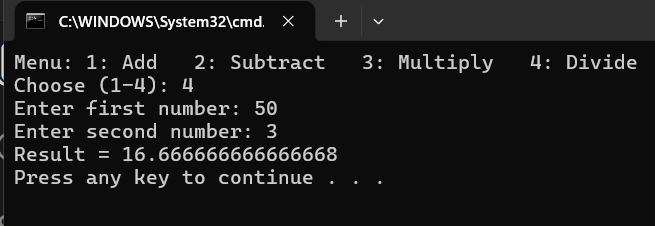 C:\WINDOWS\System32\cmd.
Menu: 1: Add   2: Subtract   3: Multiply   4: Divide
Choose (1-4): 4
Enter first number: 50
Enter second number: 3
Result = 16.666666666666668
Press any key to continue . . .